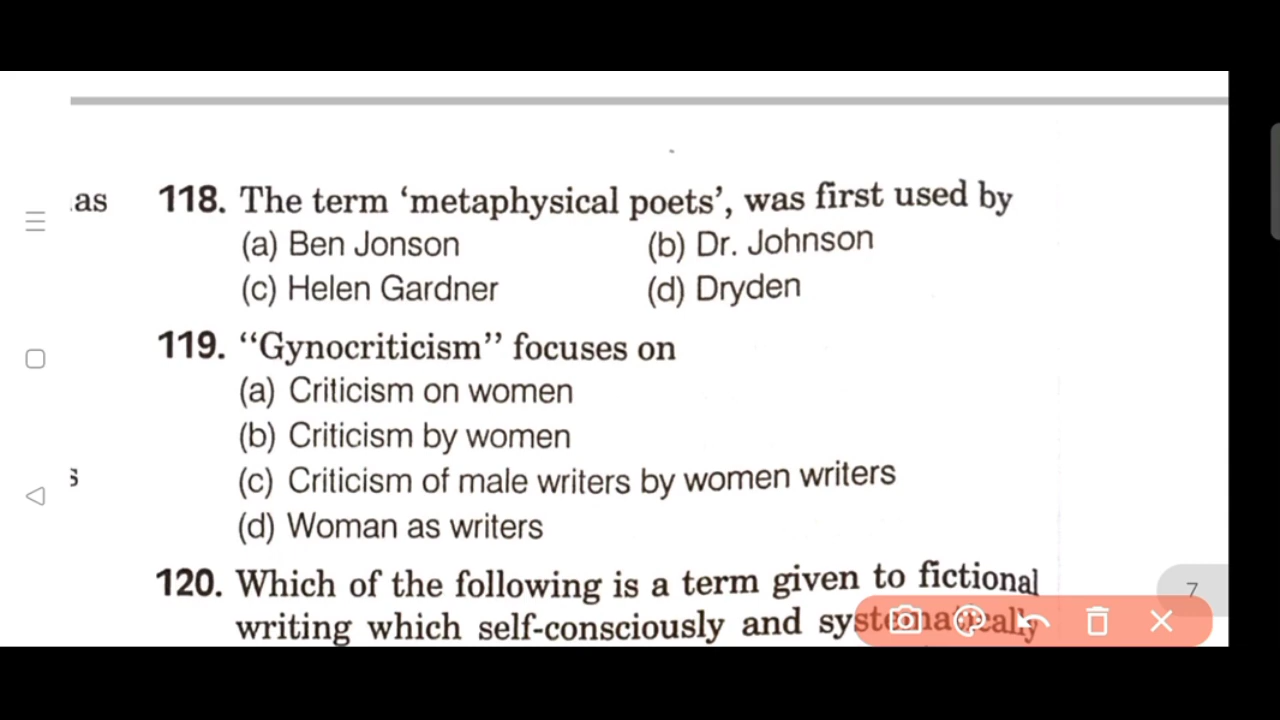 as
118. The term ‘metaphysical poets’, was first used by
(a) Ben Jonson (b) Dr. Johnson
(c) Helen Gardner (d) Dryden
119. “Gynocriticism” focuses on
(a) Criticism on women
(b) Criticism by women
(c) Criticism of male writers by women writers
s
(d) Woman as writers
120. Which of the following is a term given to fictional
7
writing which self-consciously and systematically